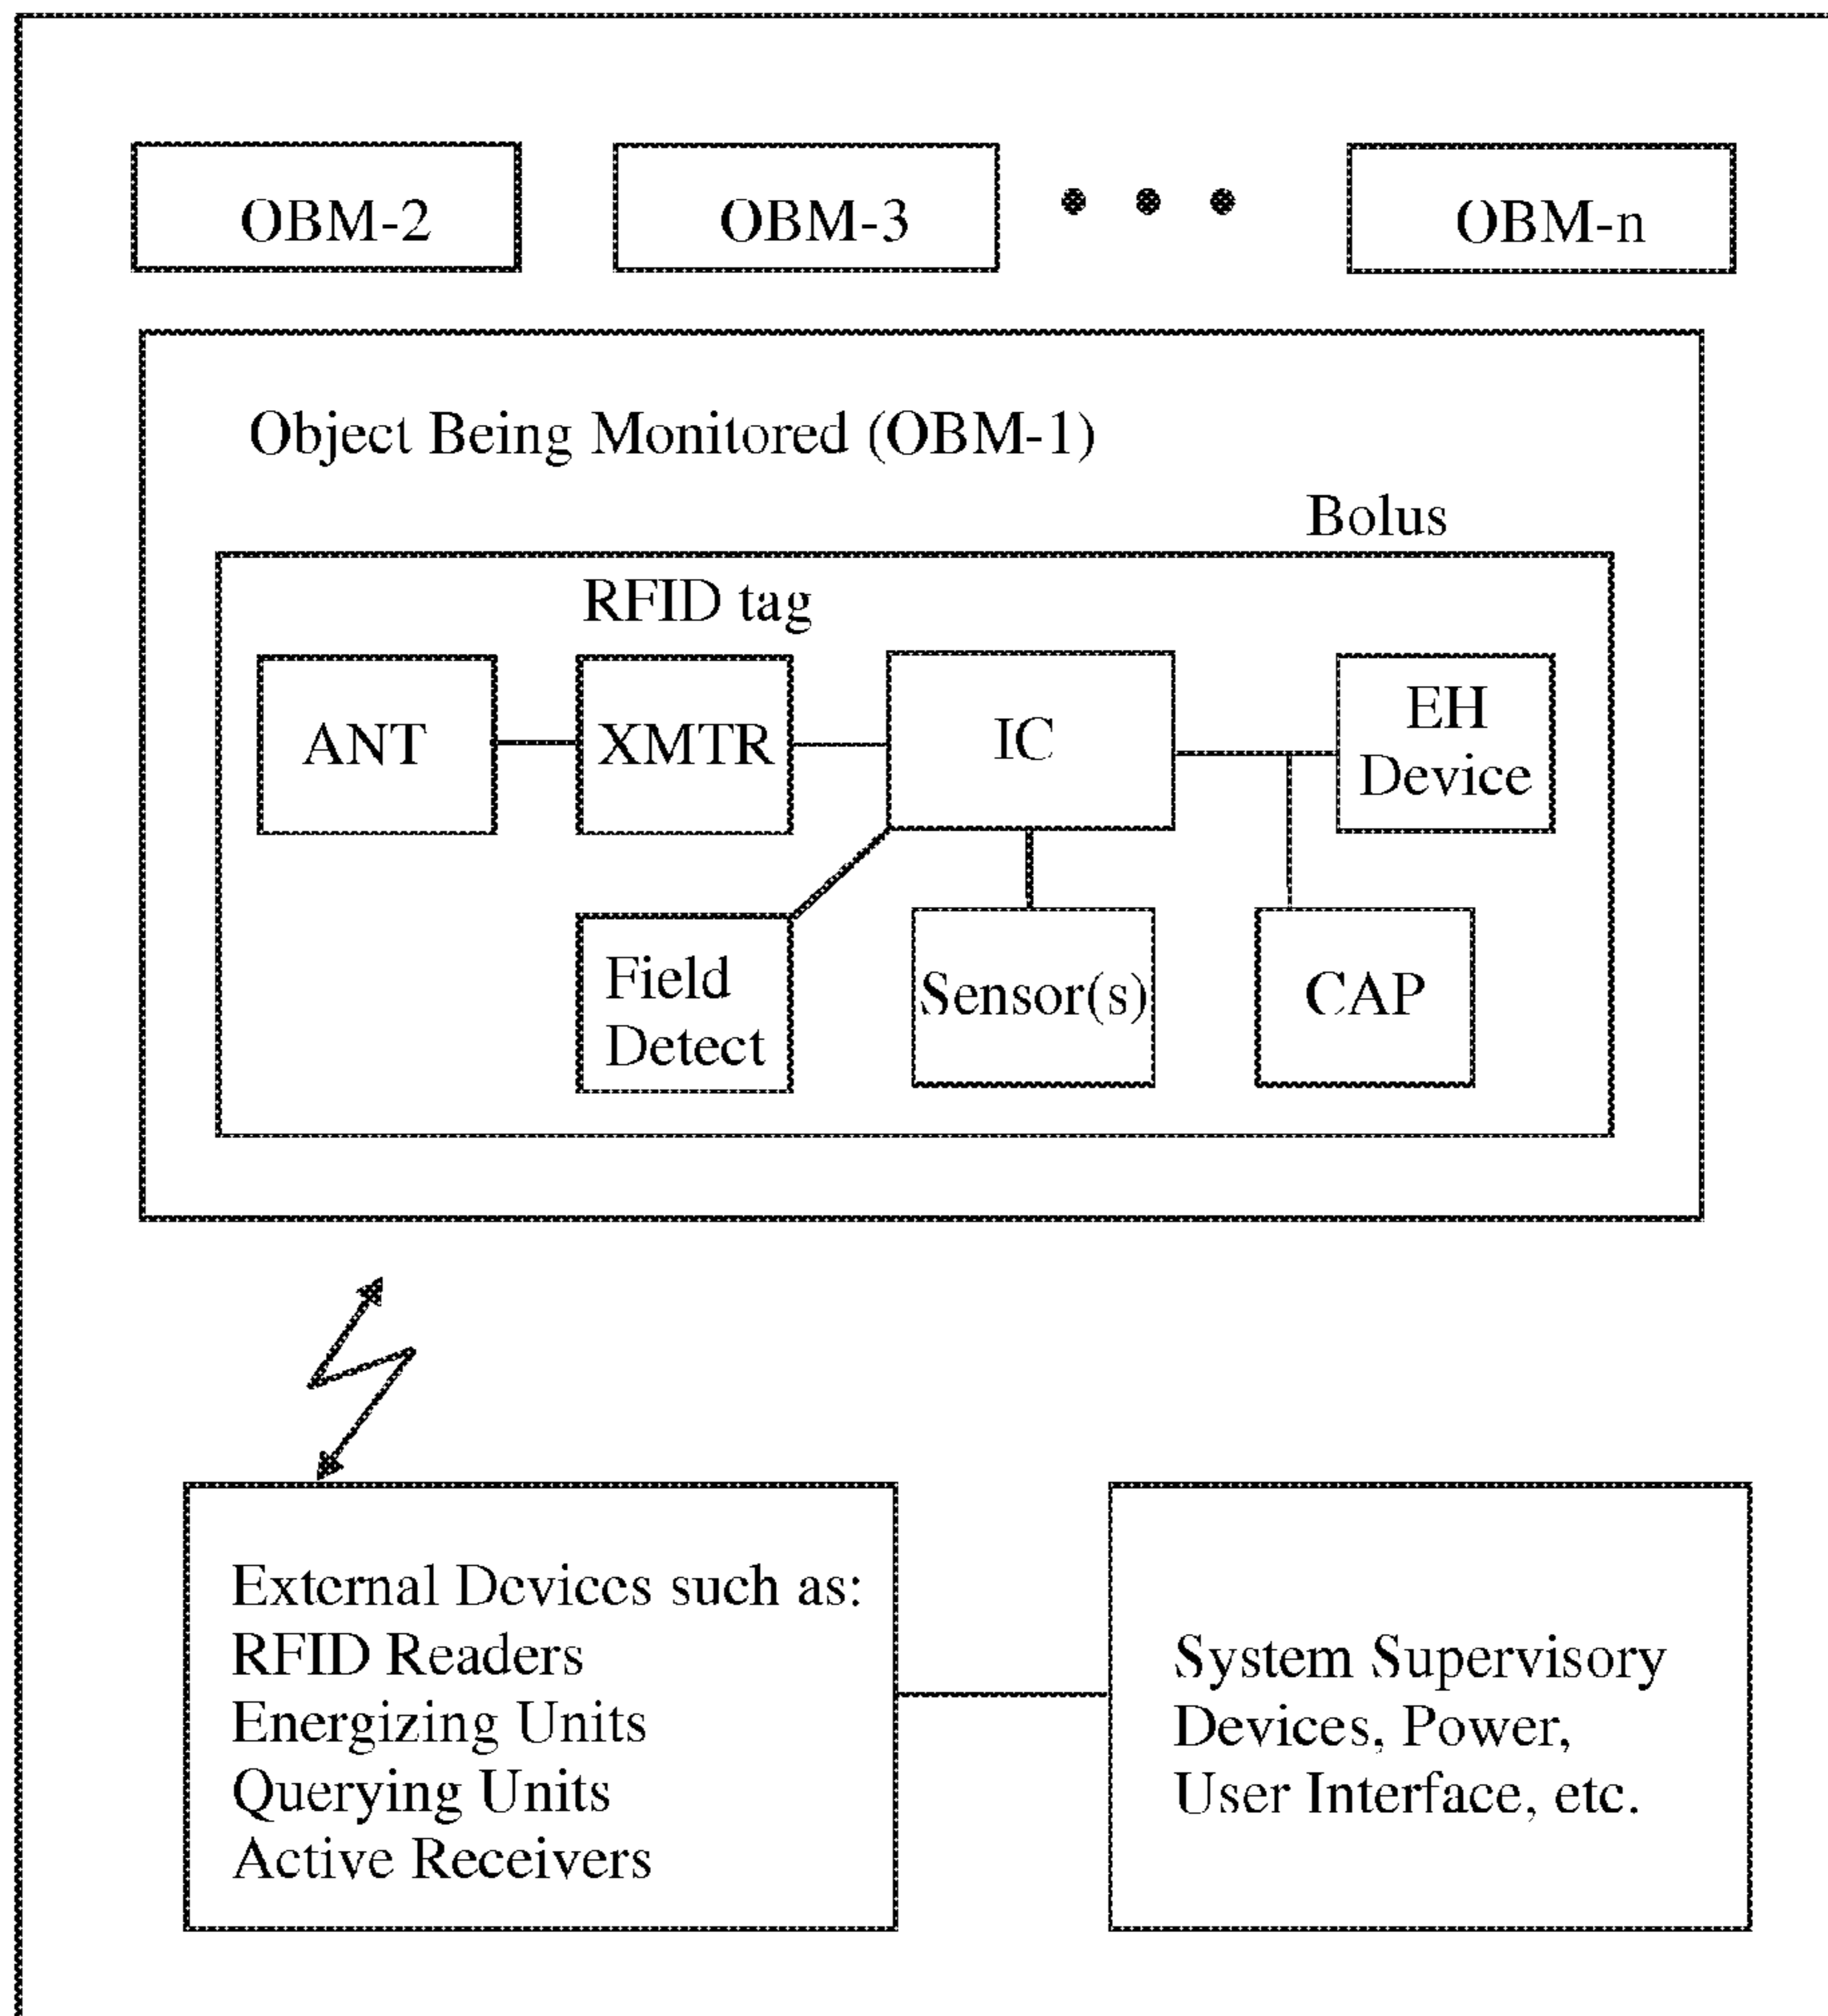 OBM-2
OBM-3
OBM-n
Object Being Monitored (OBM-1)
Bolus
RFID tag
ANT
XMTR
IC
EH
Device
Field
Detect
Sensor(s)
CAP
External Devices such as:
RFID Readers
Energizing Units
Querying Units
Active Receivers
System Supervisory
Devices, Power,
User Interface, etc.